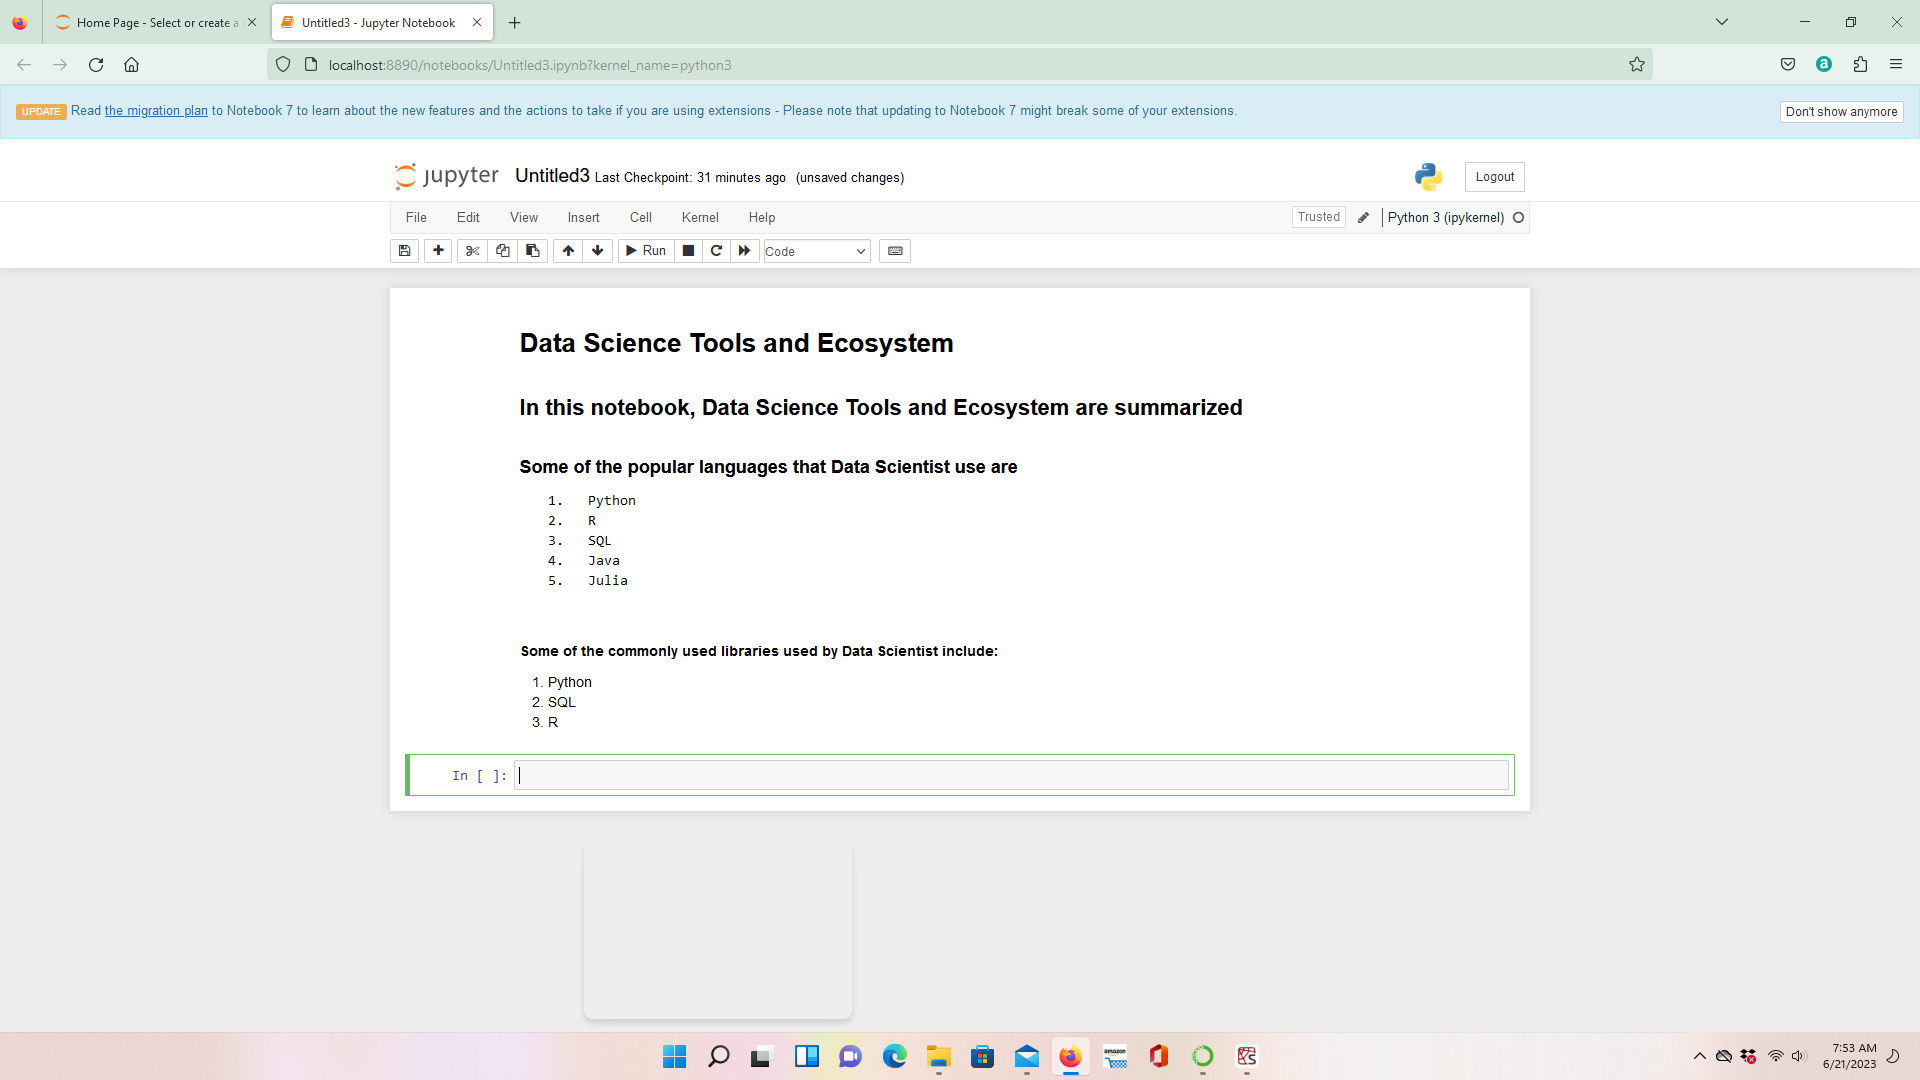 Home Page - Select or create a
Untitled3 - Jupyter Notebook
localhost:8890/notebooks/Untitled3.ipynb?kernel_name=python3
UPDATE Read the migration plan to Notebook 7 to learn about the new features and the actions to take if you are using extensions - Please note that updating to Notebook 7 might break some of your extensions.
Don't show anymore
jupyter Untitled3 Last Checkpoint: 31 minutes ago (unsaved changes)
Logout
File Edit View Insert Cell Kernel Help
Trusted
Python 3 (ipykernel)
Run
Code
Data Science Tools and Ecosystem
In this notebook, Data Science Tools and Ecosystem are summarized
Some of the popular languages that Data Scientist use are
1. Python
2. R
3. SQL
4. Java
5. Julia
Some of the commonly used libraries used by Data Scientist include:
1. Python
2. SQL
3. R
In [ ]:
amazon
7:53 AM
6/21/2023